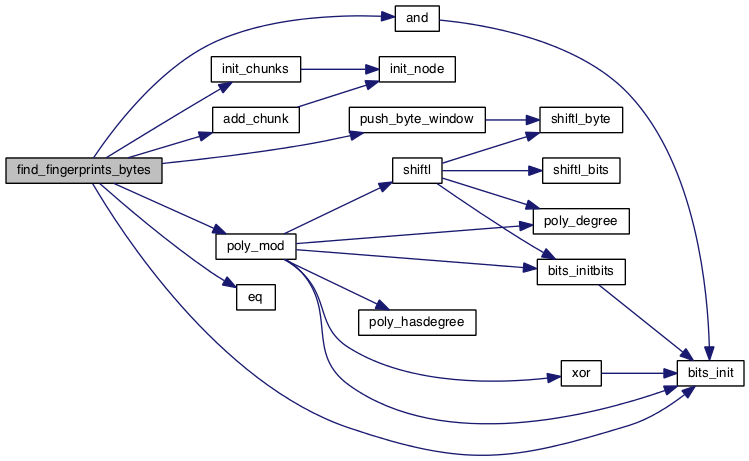 and
init_chunks
init_node
add_chunk
push_byte_window
shiftl_byte
find_fingerprints_bytes
shiftl
shiftl_bits
poly_degree
poly_mod
bits_initbits
eq
poly_hasdegree
xor
bits_init